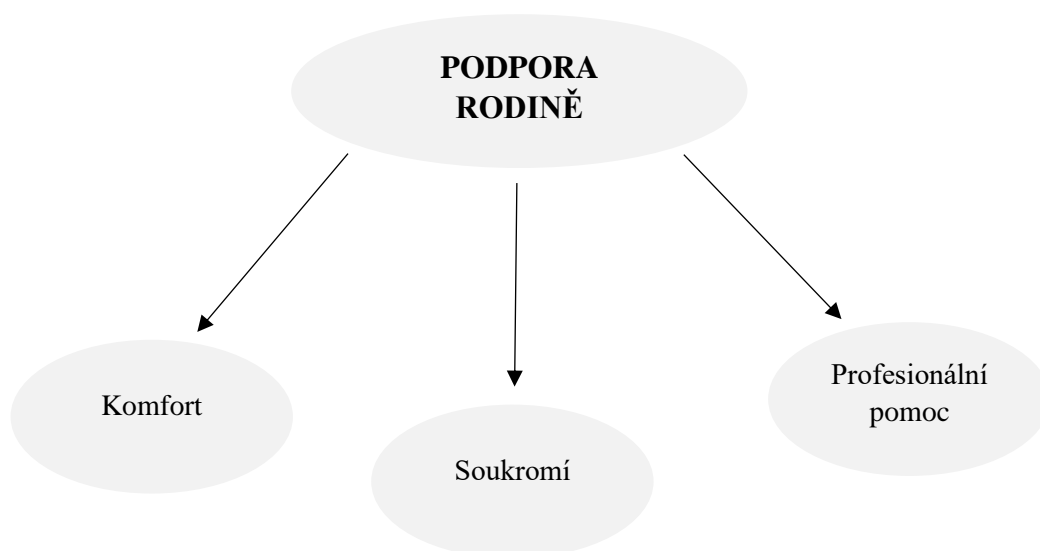 PODPORA
RODINĚ
Komfort
Soukromí
Profesionální
pomoc